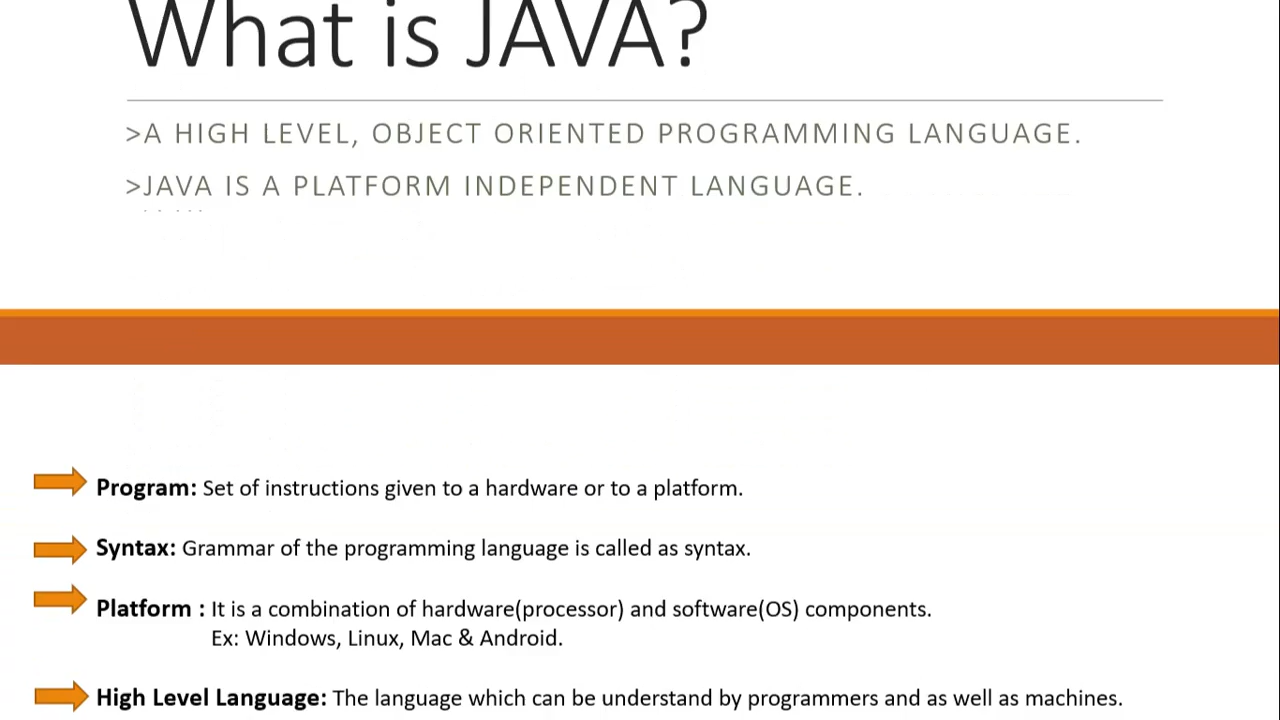 What is JAVA?
>A HIGH LEVEL, OBJECT ORIENTED PROGRAMMING LANGUAGE.
>JAVA IS A PLATFORM INDEPENDENT LANGUAGE.
Program: Set of instructions given to a hardware or to a platform.
Syntax: Grammar of the programming language is called as syntax.
Platform : It is a combination of hardware(processor) and software(OS) components.
Ex: Windows, Linux, Mac & Android.
High Level Language: The language which can be understand by programmers and as well as machines.